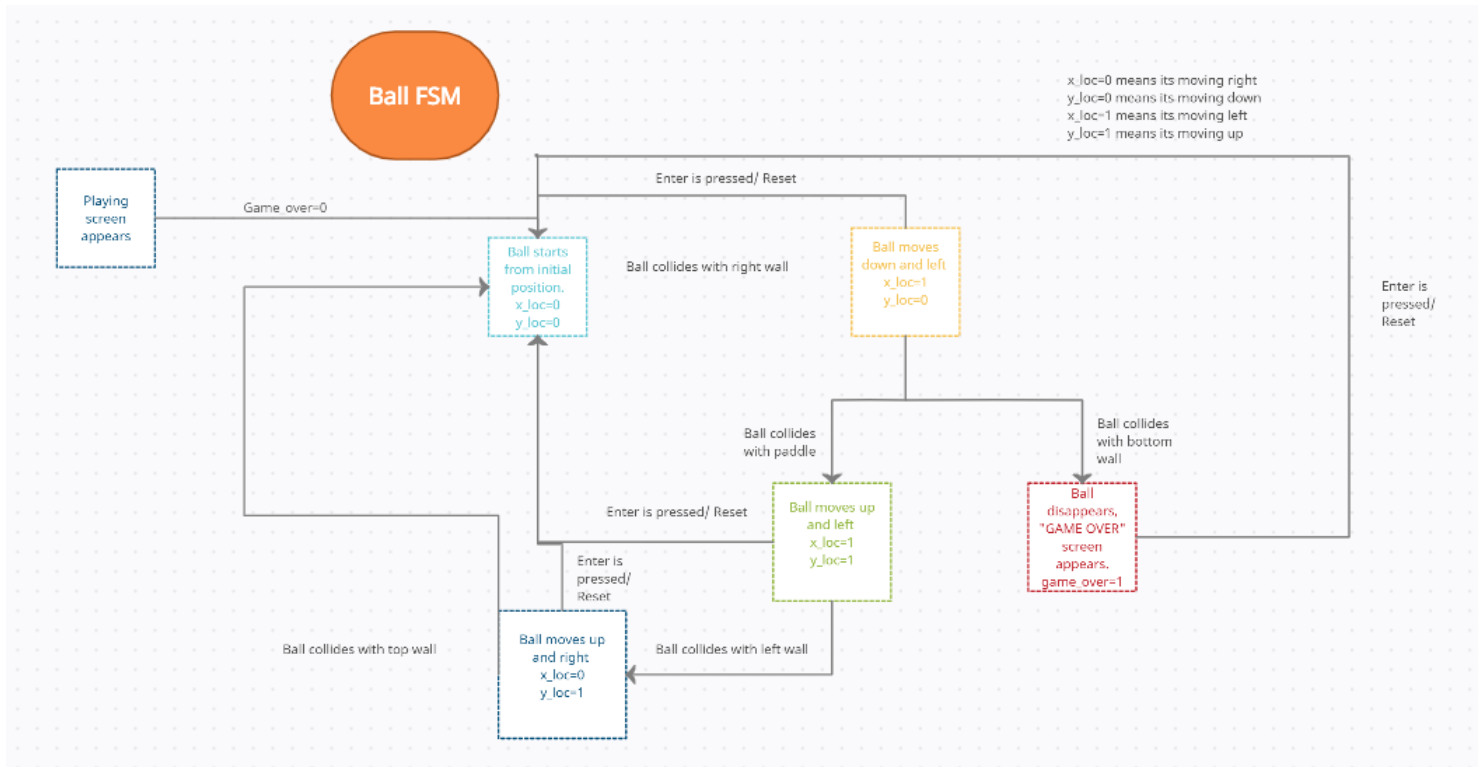 Ball FSM
x_loc=0 means its moving right
y_loc=0 means its moving down
x_loc=1 means its moving left
y_loc=1 means its moving up
Enter is pressed/ Reset
Playing
screen
appears
Game_over=0
Ball starts
from initial
position.
x_loc=0
y_loc=0
Ball collides with right wall
Ball moves
down and left
x_loc=1
y_loc=0
Enter is
pressed/
Reset
Ball collides
with paddle
Ball collides
with bottom
wall
Enter is pressed/ Reset
Ball moves up
and left
x_loc=1
y_loc=1
Ball
disappears,
"GAME OVER"
screen
appears.
game_over=1
Enter is
pressed/
Reset
Ball collides with top wall
Ball moves up
and right
x_loc=0
y_loc=1
Ball collides with left wall